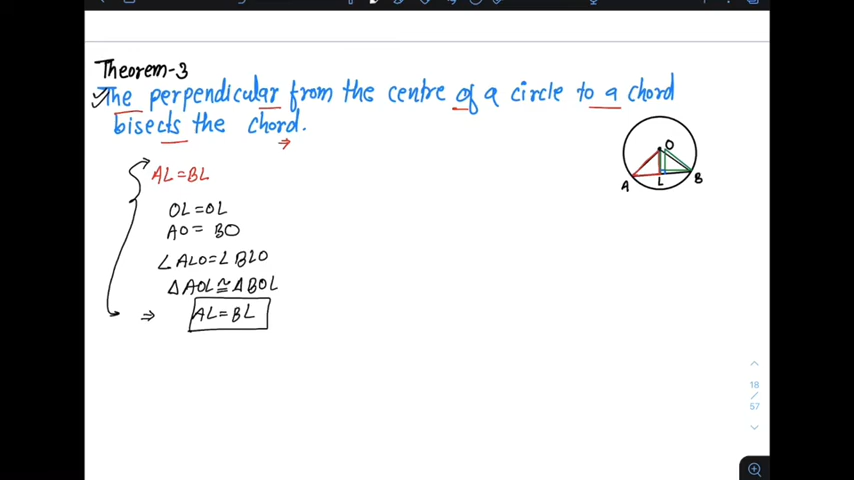 Theorem-3
The perpendicular from the centre of a circle to a chord
bisects the chord.
AL=BL
OL=OL
AO= BO
∠ALO=∠BLO
ΔAOL≅ΔBOL
⇒ AL=BL
O
A L B
18
/
57